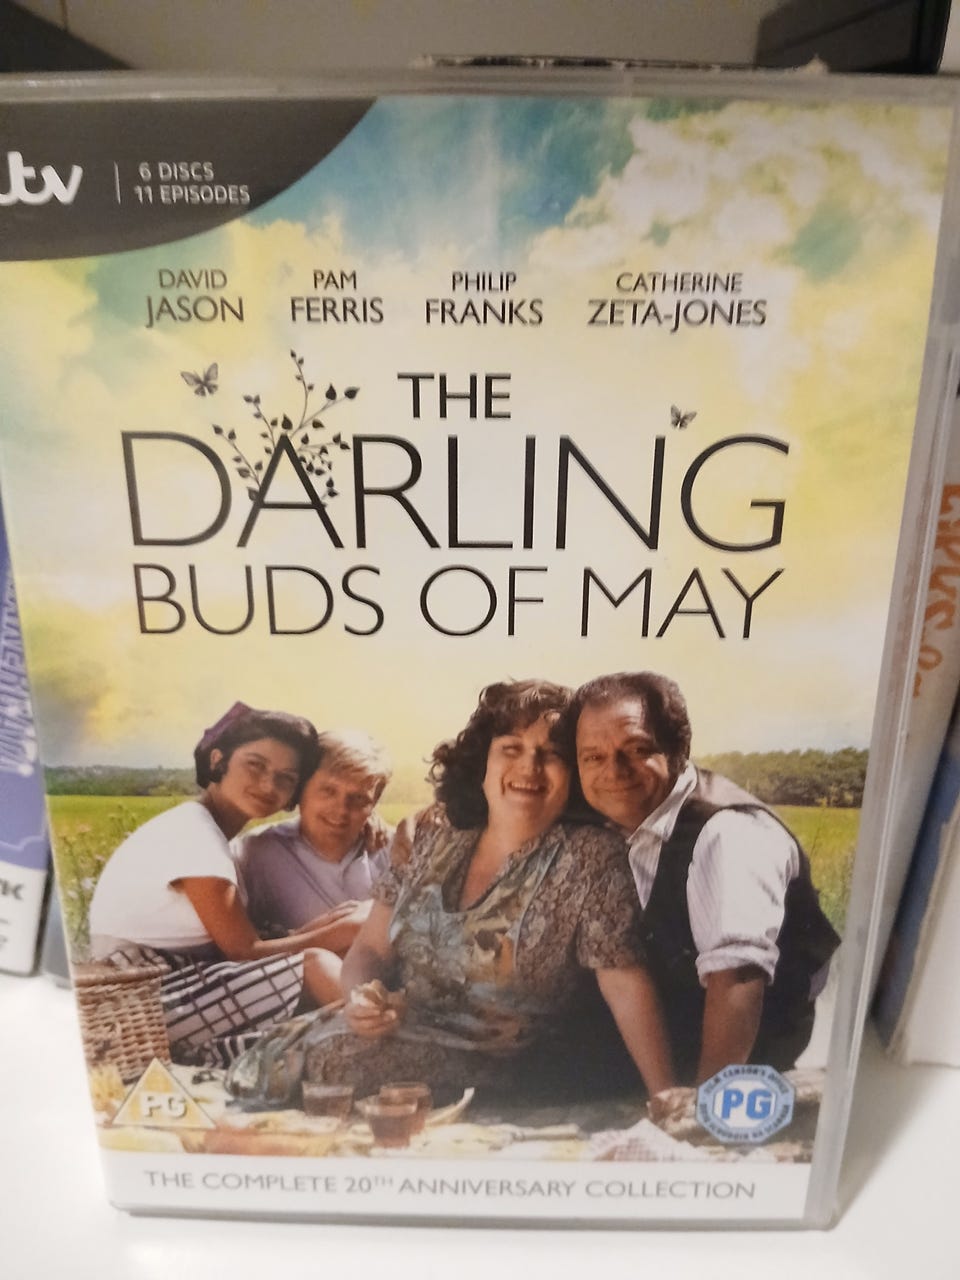 itv
6 DISCS
11 EPISODES
DAVID JASON
PAM FERRIS
PHILIP FRANKS
CATHERINE ZETA-JONES
THE
DARLING
BUDS OF MAY
PG
PG
THE COMPLETE 20TH ANNIVERSARY COLLECTION